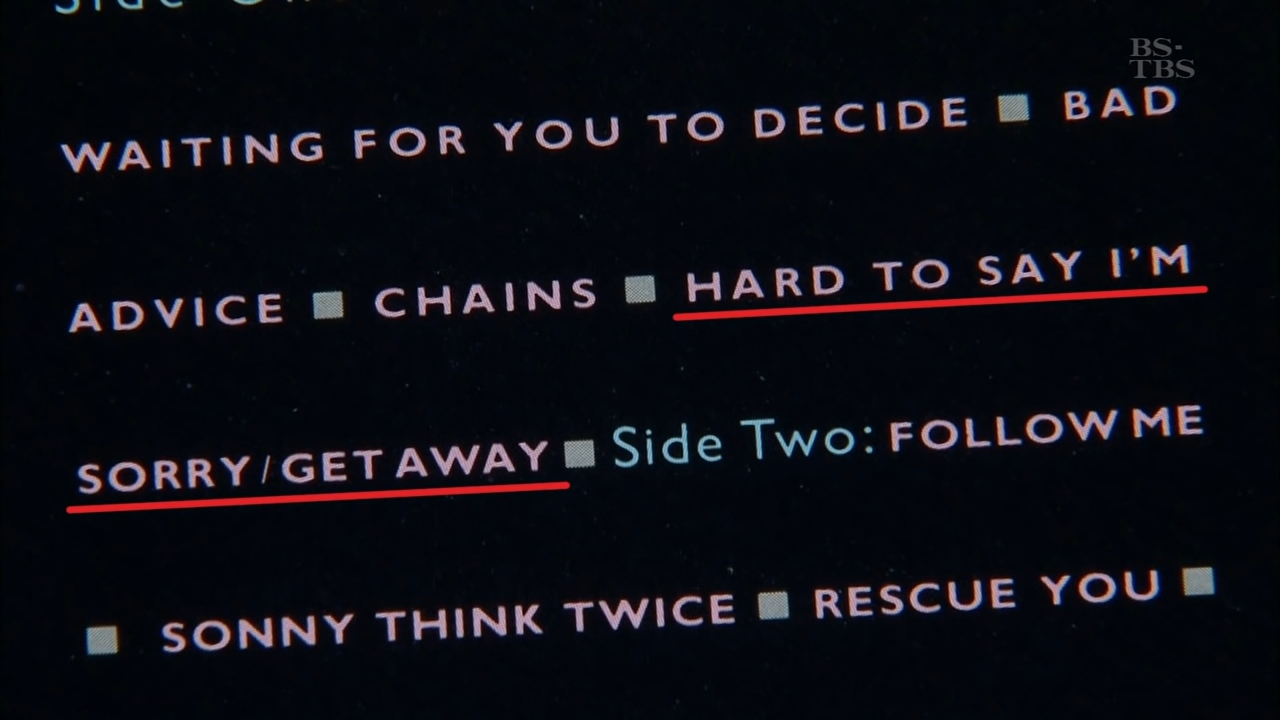 BS-
TBS
WAITING FOR YOU TO DECIDE ■ BAD
ADVICE ■ CHAINS ■ HARD TO SAY I'M
SORRY/GET AWAY ■ Side Two: FOLLOW ME
■ SONNY THINK TWICE ■ RESCUE YOU ■